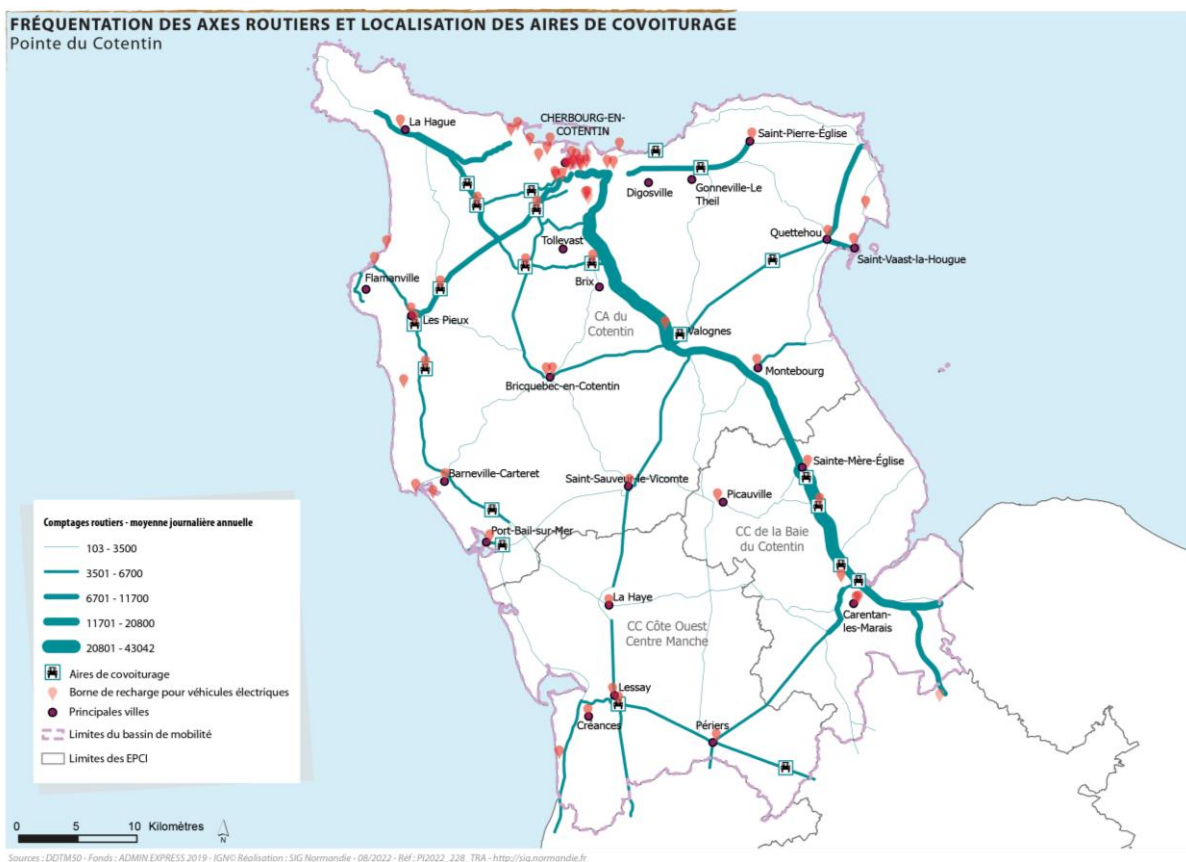 FRÉQUENTATION DES AXES ROUTIERS ET LOCALISATION DES AIRES DE COVOITURAGE
Pointe du Cotentin
La Hague
CHERBOURG-EN-
COTENTIN
Saint-Pierre-Église
Digosville
Gonneville-Le
Theil
Quettehou
Saint-Vaast-la-Hougue
Tollevast
Flamanville
Brix
Les Pieux
CA du
Cotentin
Valognes
Montebourg
Bricquebec-en-Cotentin
Sainte-Mère-Église
Barneville-Carteret
Saint-Sauveur-le-Vicomte
Picauville
Port-Bail-sur-Mer
CC de la Baie
du Cotentin
La Haye
Carentan-
les-Marais
CC Côte Ouest
Centre Manche
Lessay
Créances
Périers
Comptages routiers - moyenne journalière annuelle
103 - 3500
3501 - 6700
6701 - 11700
11701 - 20800
20801 - 43042
Aires de covoiturage
Borne de recharge pour véhicules électriques
Principales villes
Limites du bassin de mobilité
Limites des EPCI
0 5 10 Kilomètres
N
Sources : DDTM50 - Fonds : ADMIN EXPRESS 2019 - IGN© Réalisation : SIG Normandie - 08/2022 - Réf : PI2022_228_TRA - http://sig.normandie.fr